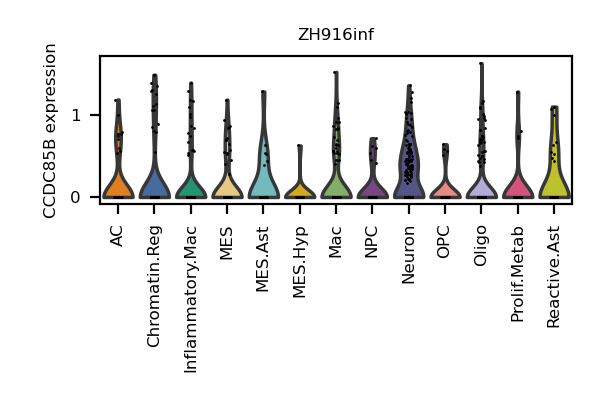 ZH916inf
CCDC85B expression
1
0
AC
Chromatin.Reg
Inflammatory.Mac
MES
MES.Ast
MES.Hyp
Mac
NPC
Neuron
OPC
Oligo
Prolif.Metab
Reactive.Ast